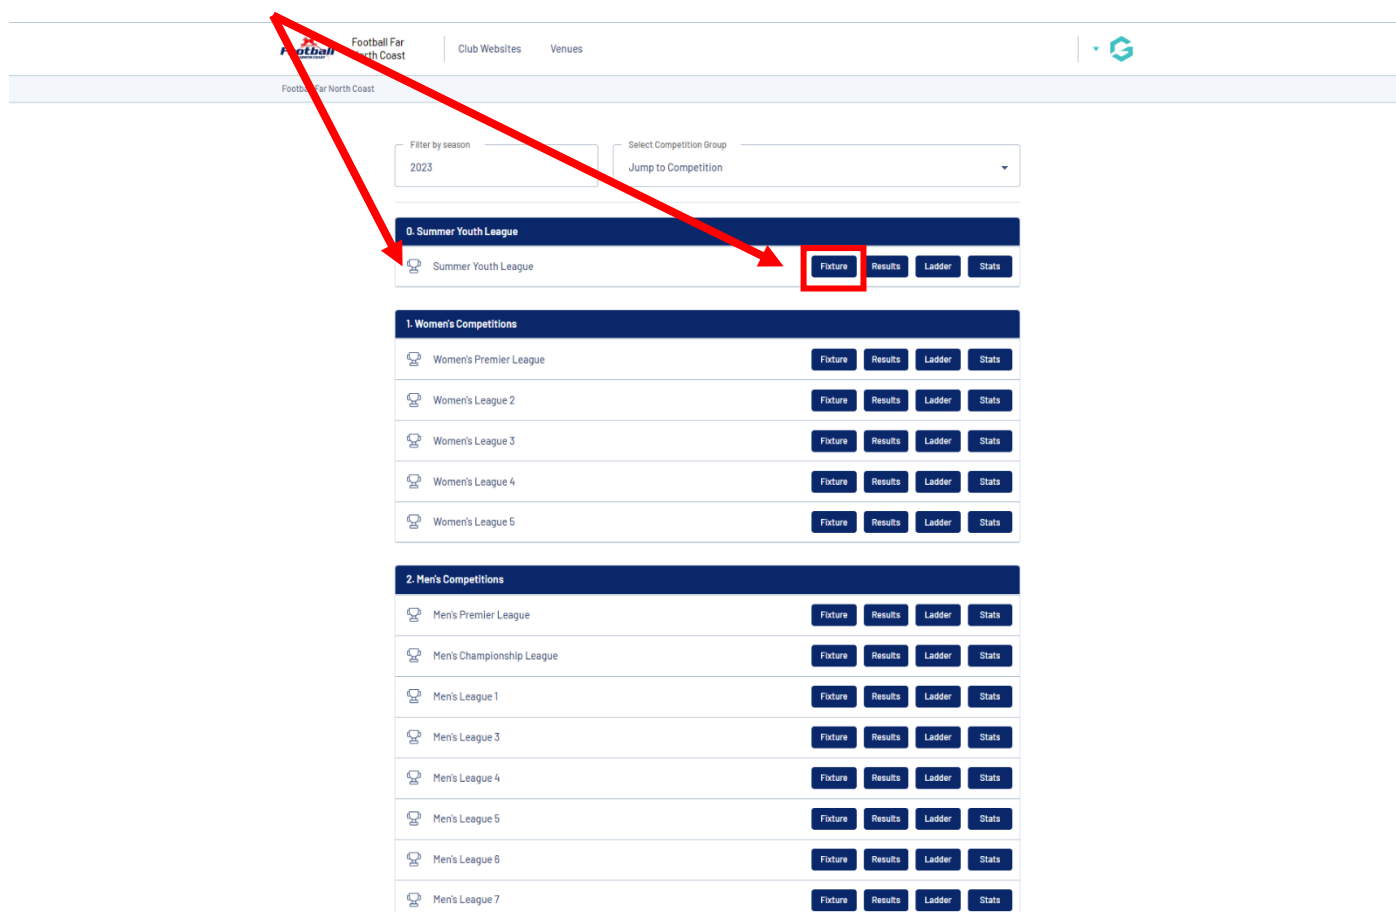 Football Far
North Coast
Club Websites
Venues
Football
Football Far North Coast
Filter by season
2023
Select Competition Group
Jump to Competition
0. Summer Youth League
Summer Youth League Fixture Results Ladder Stats
1. Women's Competitions
Women's Premier League Fixture Results Ladder Stats
Women's League 2 Fixture Results Ladder Stats
Women's League 3 Fixture Results Ladder Stats
Women's League 4 Fixture Results Ladder Stats
Women's League 5 Fixture Results Ladder Stats
2. Men's Competitions
Men's Premier League Fixture Results Ladder Stats
Men's Championship League Fixture Results Ladder Stats
Men's League 1 Fixture Results Ladder Stats
Men's League 3 Fixture Results Ladder Stats
Men's League 4 Fixture Results Ladder Stats
Men's League 5 Fixture Results Ladder Stats
Men's League 6 Fixture Results Ladder Stats
Men's League 7 Fixture Results Ladder Stats